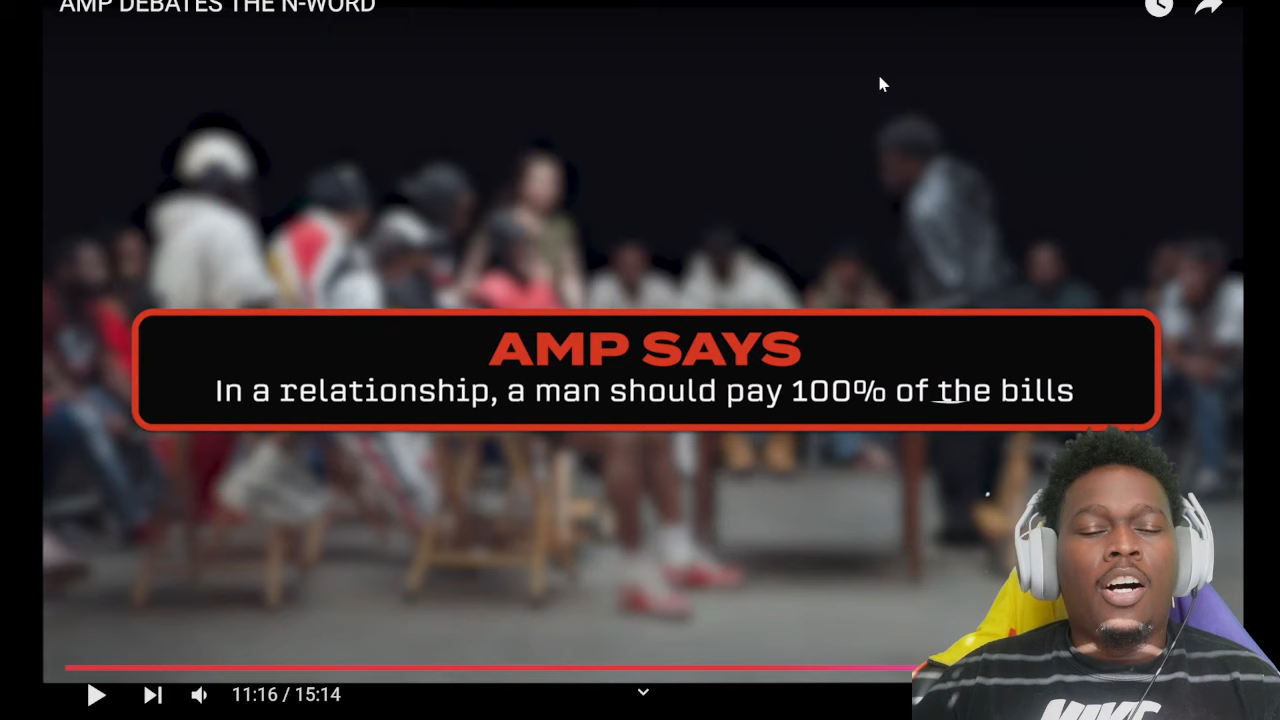 AMP DEBATES THE N-WORD
AMP SAYS
In a relationship, a man should pay 100% of the bills
11:16 / 15:14
NIKE